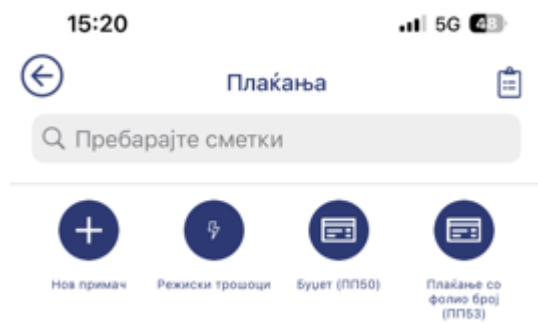 15:20 5G 48
Плаќања
Пребарајте сметки
Нов примач Режиски трошоци Буџет (ПП50) Плаќање со
фолио број
(ПП53)